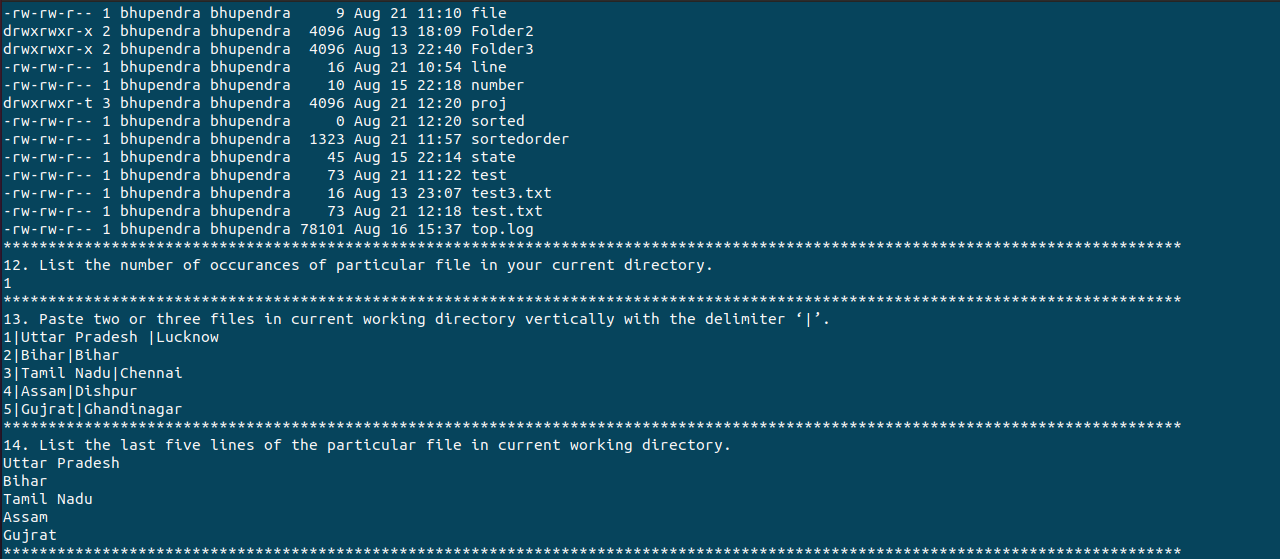 -rw-rw-r-- 1 bhupendra bhupendra     9 Aug 21 11:10 file
drwxrwxr-x 2 bhupendra bhupendra  4096 Aug 13 18:09 Folder2
drwxrwxr-x 2 bhupendra bhupendra  4096 Aug 13 22:40 Folder3
-rw-rw-r-- 1 bhupendra bhupendra    16 Aug 21 10:54 line
-rw-rw-r-- 1 bhupendra bhupendra    10 Aug 15 22:18 number
drwxrwxr-t 3 bhupendra bhupendra  4096 Aug 21 12:20 proj
-rw-rw-r-- 1 bhupendra bhupendra     0 Aug 21 12:20 sorted
-rw-rw-r-- 1 bhupendra bhupendra  1323 Aug 21 11:57 sortedorder
-rw-rw-r-- 1 bhupendra bhupendra    45 Aug 15 22:14 state
-rw-rw-r-- 1 bhupendra bhupendra    73 Aug 21 11:22 test
-rw-rw-r-- 1 bhupendra bhupendra    16 Aug 13 23:07 test3.txt
-rw-rw-r-- 1 bhupendra bhupendra    73 Aug 21 12:18 test.txt
-rw-rw-r-- 1 bhupendra bhupendra 78101 Aug 16 15:37 top.log
***********************************************************************************************************************************
12. List the number of occurances of particular file in your current directory.
1
***********************************************************************************************************************************
13. Paste two or three files in current working directory vertically with the delimiter ‘|’.
1|Uttar Pradesh |Lucknow
2|Bihar|Bihar
3|Tamil Nadu|Chennai
4|Assam|Dishpur
5|Gujrat|Ghandinagar
***********************************************************************************************************************************
14. List the last five lines of the particular file in current working directory.
Uttar Pradesh
Bihar
Tamil Nadu
Assam
Gujrat
***********************************************************************************************************************************